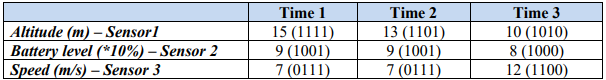 Time 1 Time 2 Time 3
Altitude (m) – Sensor1 15 (1111) 13 (1101) 10 (1010)
Battery level (*10%) – Sensor 2 9 (1001) 9 (1001) 8 (1000)
Speed (m/s) – Sensor 3 7 (0111) 7 (0111) 12 (1100)